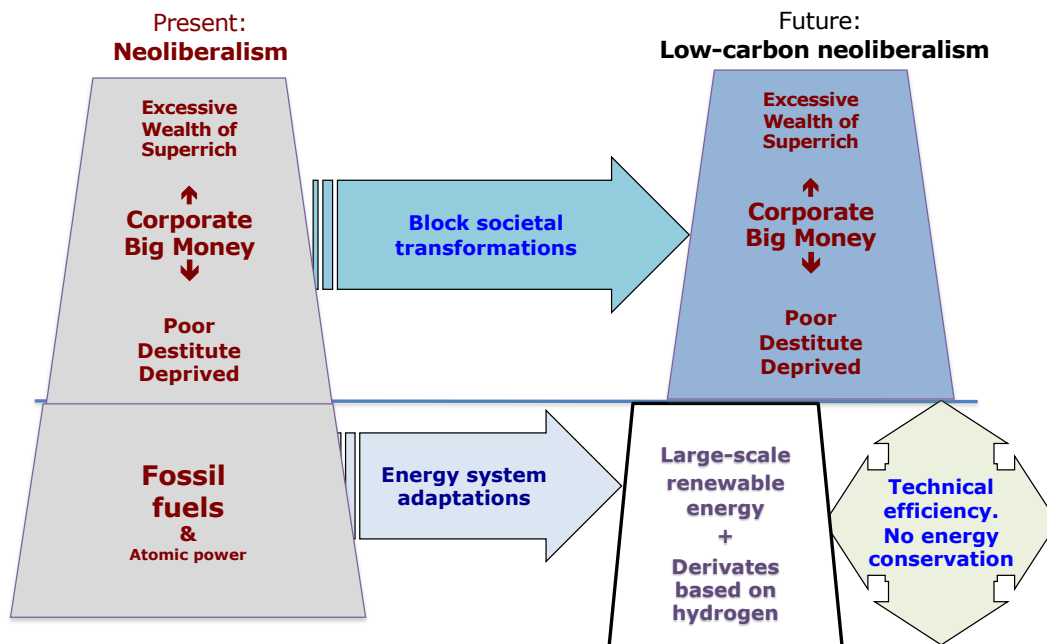 Present:
Neoliberalism
Excessive
Wealth of
Superrich
Corporate
Big Money
Poor
Destitute
Deprived
Fossil
fuels
&
Atomic power
Block societal
transformations
Energy system
adaptations
Future:
Low-carbon neoliberalism
Excessive
Wealth of
Superrich
Corporate
Big Money
Poor
Destitute
Deprived
Large-scale
renewable
energy
+
Derivates
based on
hydrogen
Technical
efficiency.
No energy
conservation